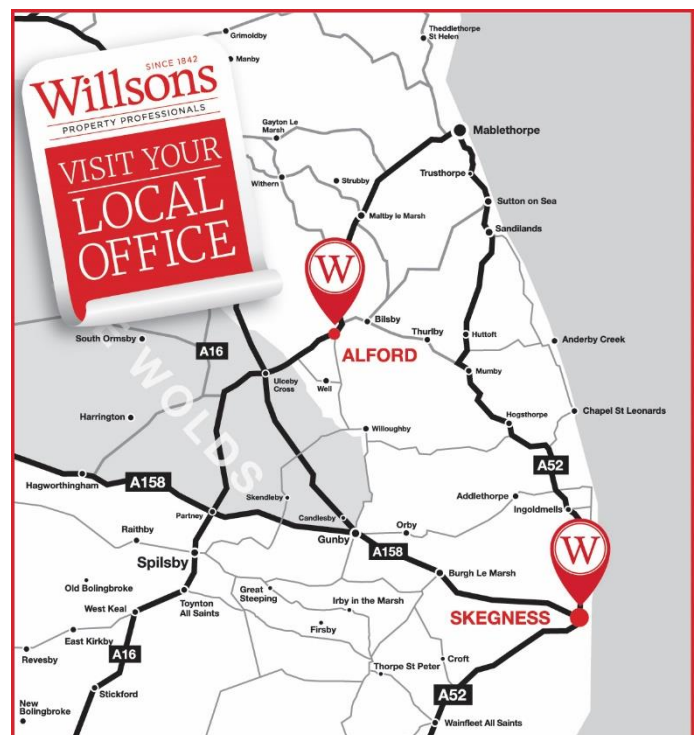 SINCE 1842
Willsons
PROPERTY PROFESSIONALS
VISIT YOUR
LOCAL
OFFICE
Theddlethorpe
St Helen
Grimoldby
Manby
Gayton Le
Marsh
Mablethorpe
Trusthorpe
Withern
Strubby
Maltby le Marsh
Sutton on Sea
Sandilands
W
Bilsby
Thurlby
Huttoft
Anderby Creek
South Ormsby
A16
ALFORD
Ulceby
Cross
Well
Mumby
WOLDS
Harrington
Willoughby
Hogsthorpe
Chapel St Leonards
A52
Hagworthingham
A158
Skendleby
Addlethorpe
Ingoldmells
Partney
Candlesby
Raithby
Gunby
Orby
A158
W
Spilsby
Burgh Le Marsh
Old Bolingbroke
Great
Steeping
Toynton
All Saints
Irby in the Marsh
SKEGNESS
West Keal
East Kirkby
Firsby
Revesby
A16
Thorpe St Peter
Croft
Stickford
A52
New
Bolingbroke
Wainfleet All Saints